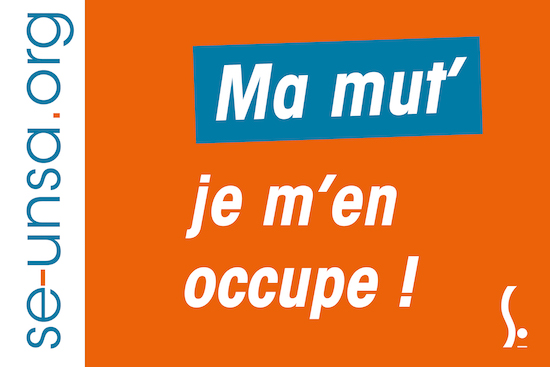 se-unsa.org
Ma mut’
je m’en
occupe !